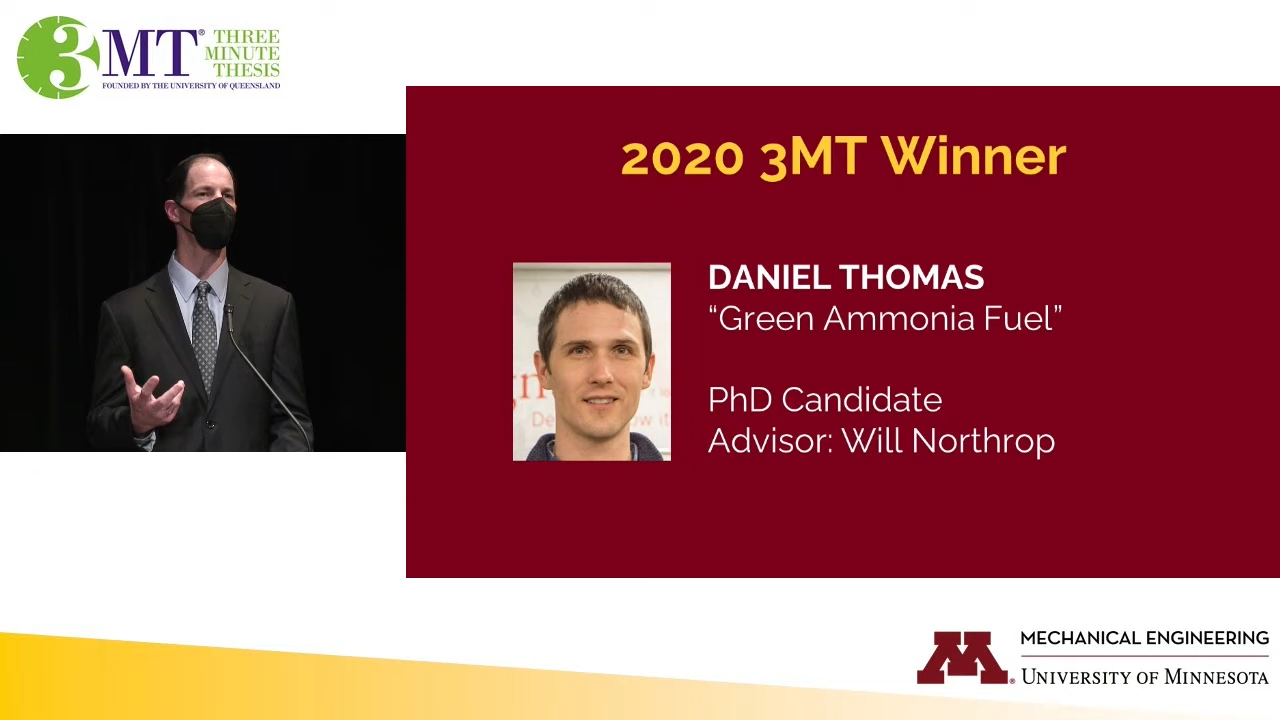 3MT® THREE
MINUTE
THESIS
FOUNDED BY THE UNIVERSITY OF QUEENSLAND
2020 3MT Winner
DANIEL THOMAS
“Green Ammonia Fuel”
PhD Candidate
Advisor: Will Northrop
M®
MECHANICAL ENGINEERING
UNIVERSITY OF MINNESOTA